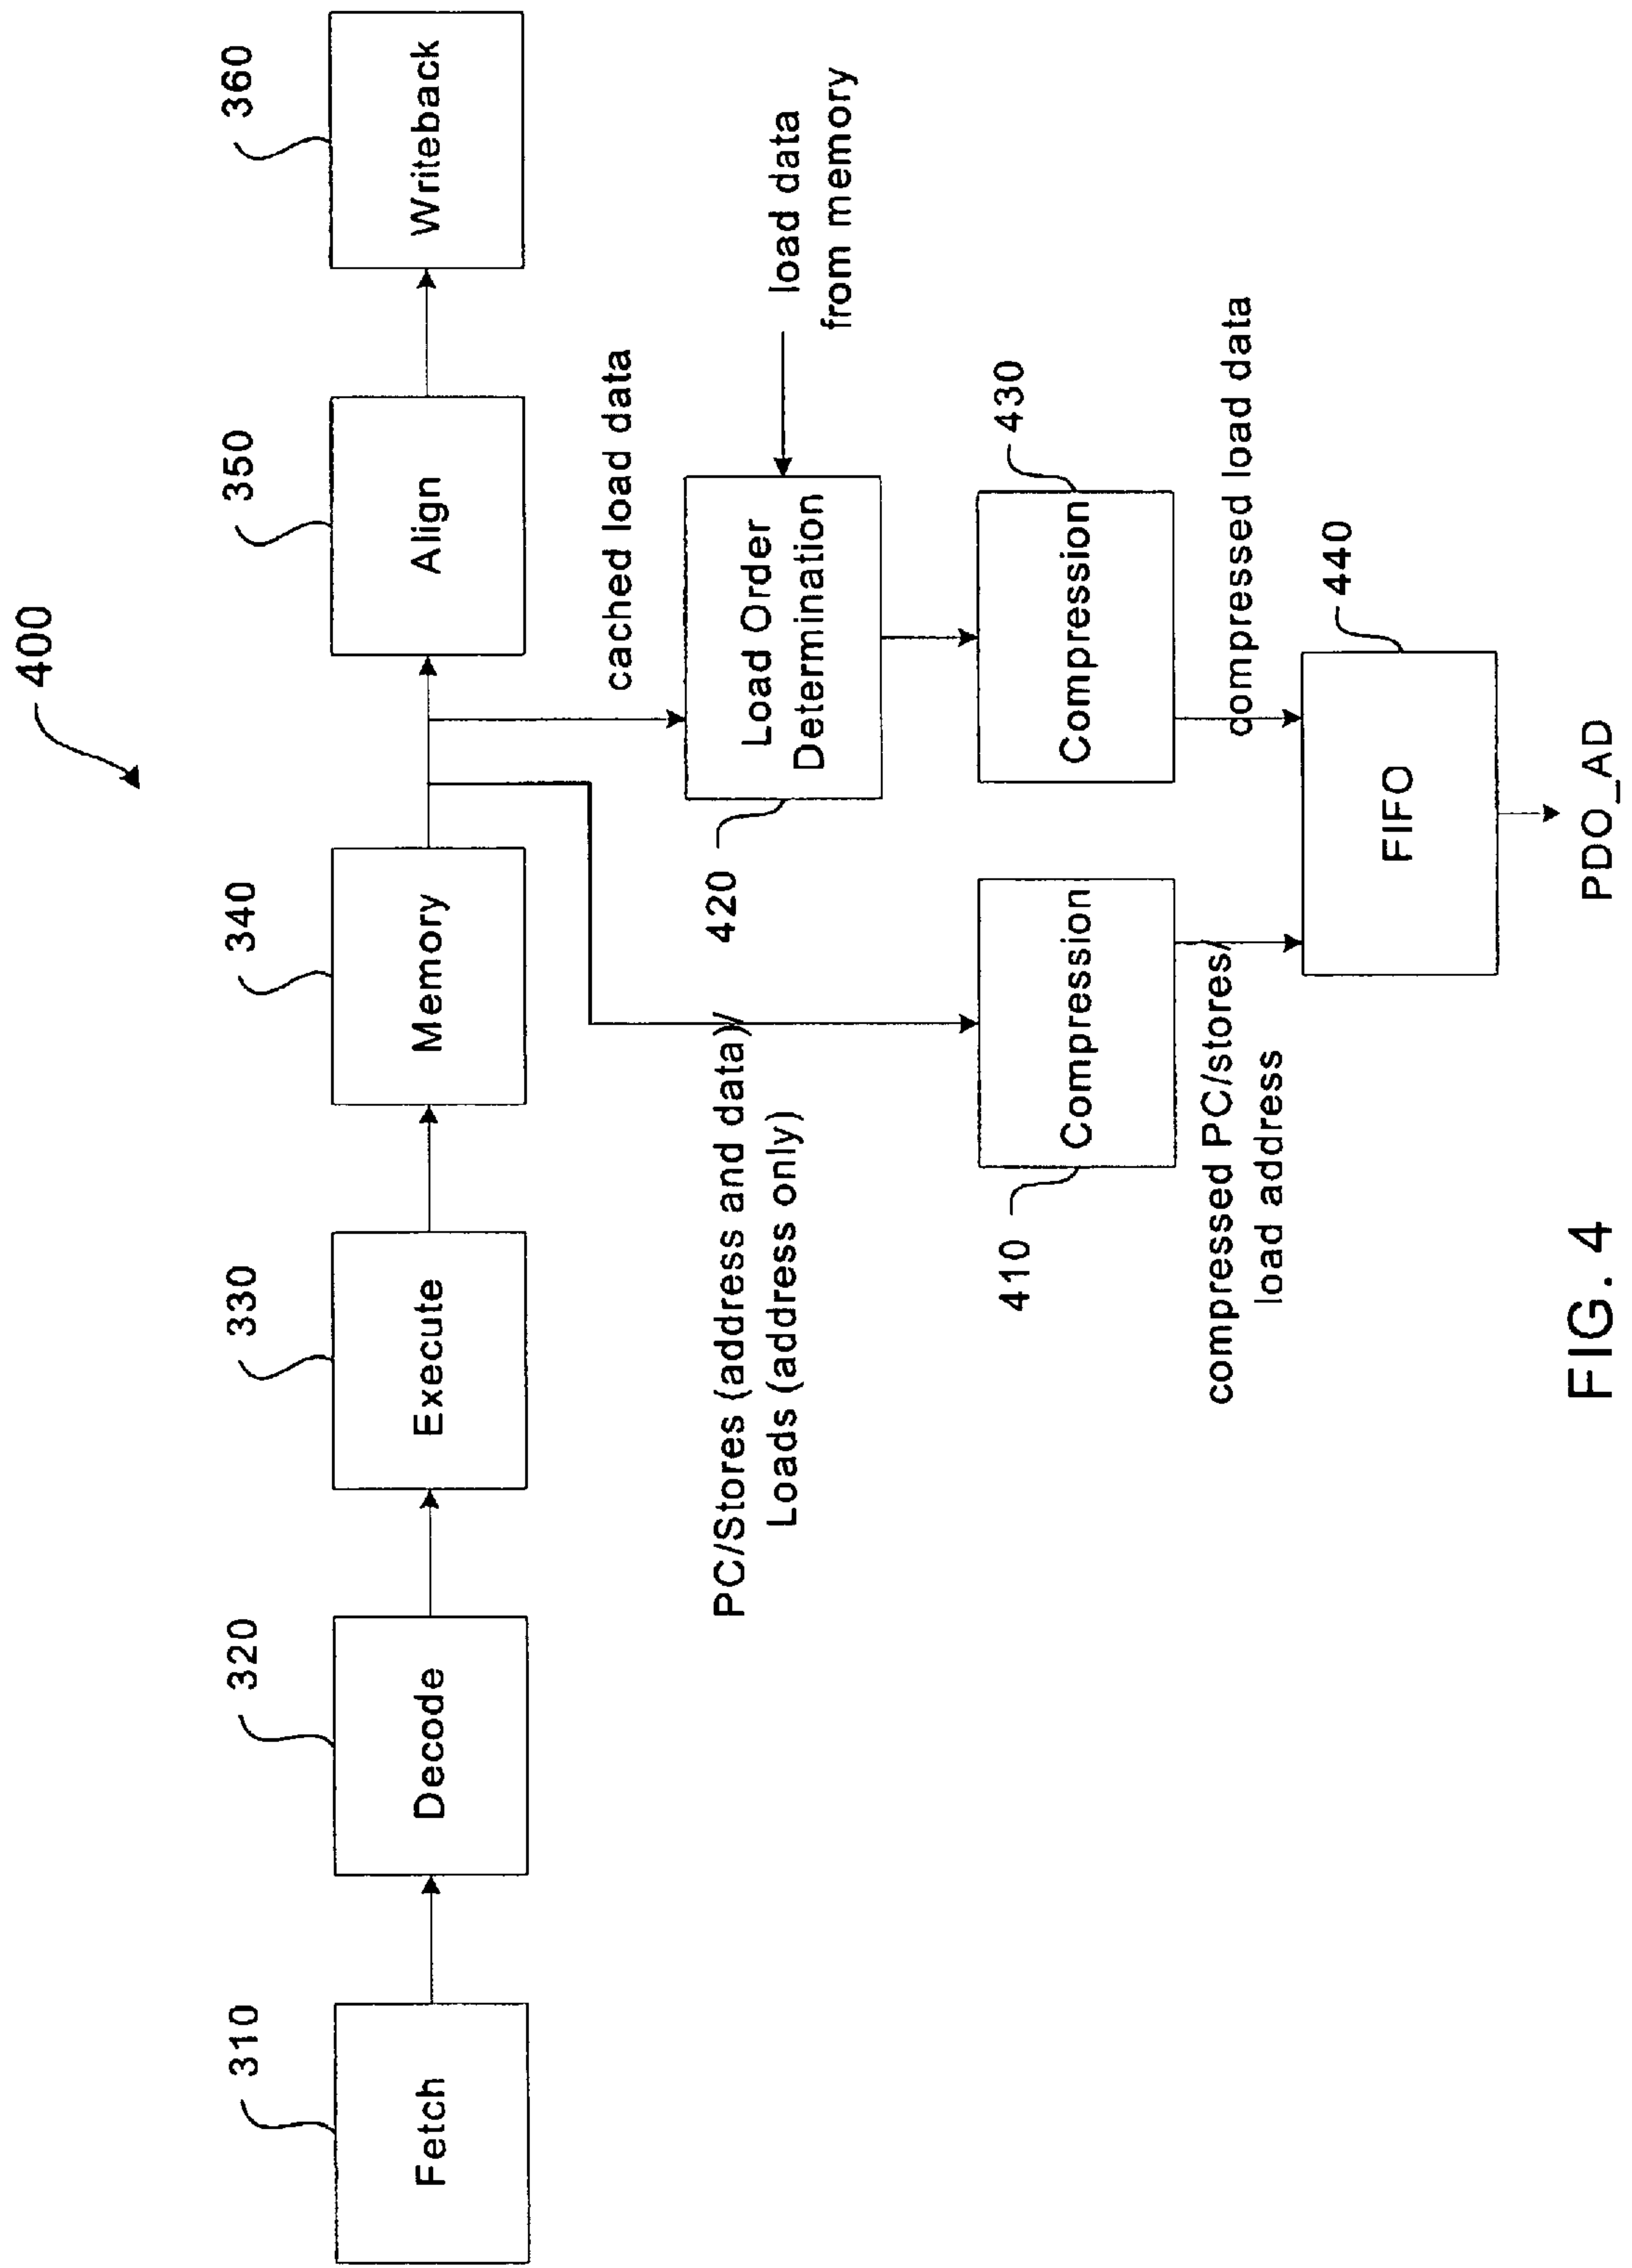 400
310
320
330
340
350
360
Fetch
Decode
Execute
Memory
Align
Writeback
cached load data
PC/Stores (address and data)/
Loads (address only)
420
Load Order
Determination
load data
from memory
410
Compression
Compression
430
compressed PC/stores/
load address
compressed load data
FIFO
440
PDO_AD
FIG. 4